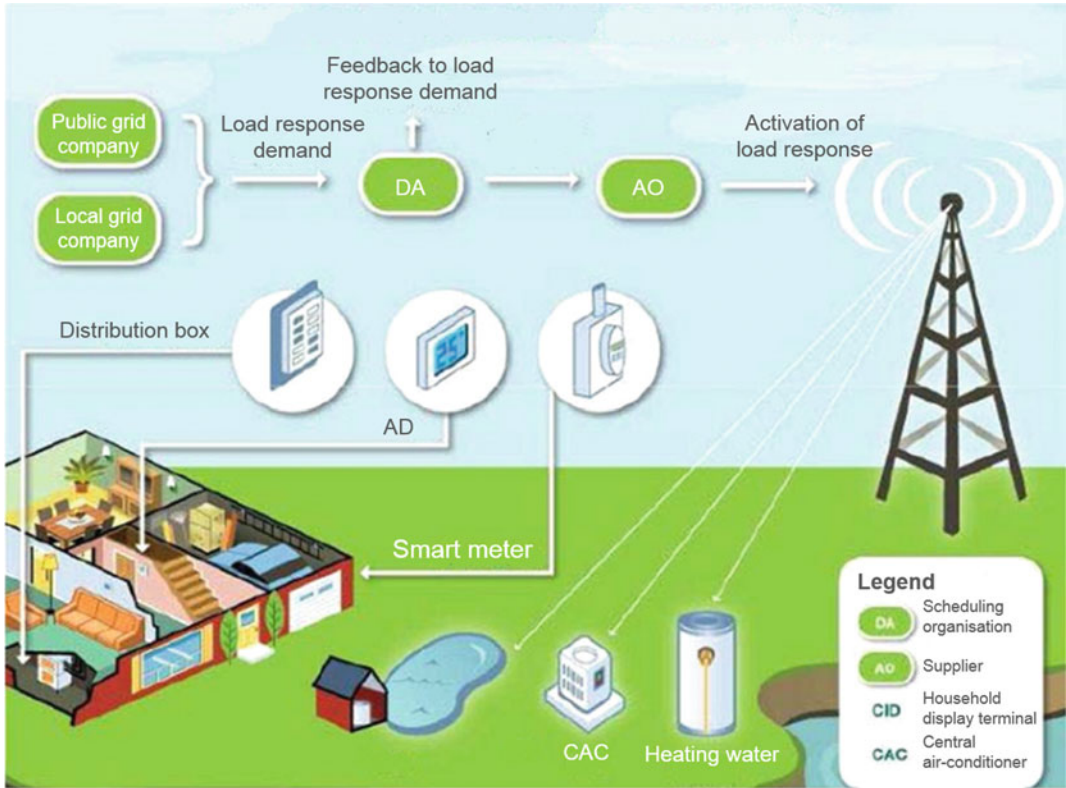 Feedback to load
response demand
Public grid
company
Load response
demand
Activation of
load response
DA
AO
Local grid
company
Distribution box
25°
AD
Smart meter
CAC
Heating water
Legend
DA
Scheduling
organisation
AO
Supplier
CID
Household
display terminal
CAC
Central
air-conditioner